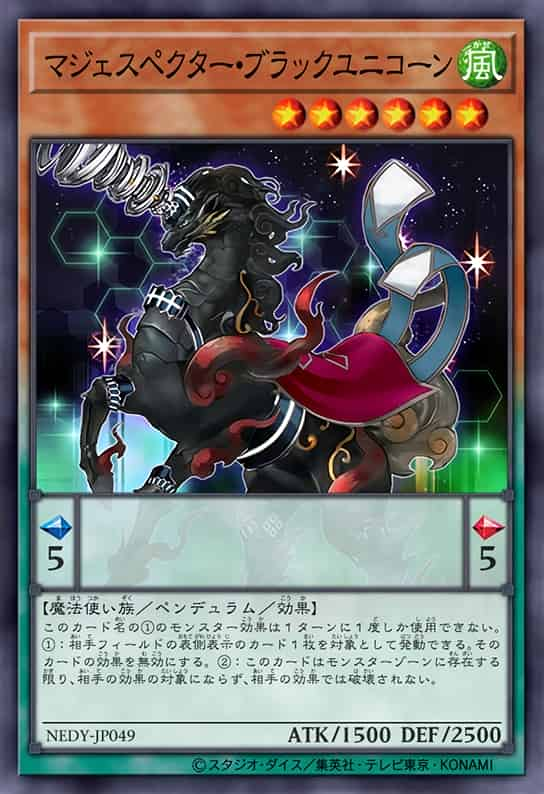 マジェスペクター・ブラックユニコーン
風
5
5
【魔法使い族／ペンデュラム／効果】
このカード名の①のモンスター効果は１ターンに１度しか使用できない。
①：相手フィールドの表側表示のカード１枚を対象として発動できる。その
カードの効果を無効にする。②：このカードはモンスターゾーンに存在する
限り、相手の効果の対象にならず、相手の効果では破壊されない。
NEDY-JP049
ATK/1500 DEF/2500
©スタジオ・ダイス／集英社・テレビ東京・KONAMI